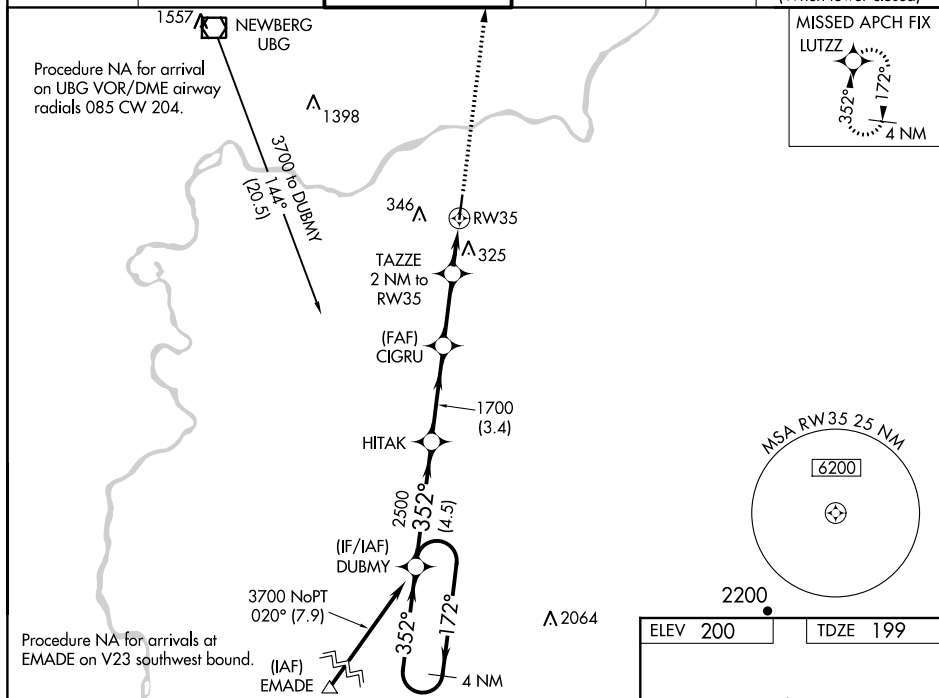 (When tower closed)
1557
NEWBERG
UBG
Procedure NA for arrival
on UBG VOR/DME airway
radials 085 CW 204.
1398
3700 to DUBMY
144°
(20.5)
MISSED APCH FIX
LUTZZ
352°
172°
4 NM
346
RW35
325
TAZZE
2 NM to
RW35
(FAF)
CIGRU
1700
(3.4)
HITAK
2500
352°
(4.5)
(IF/IAF)
DUBMY
3700 NoPT
020° (7.9)
352°
172°
4 NM
(IAF)
EMADE
Procedure NA for arrivals at
EMADE on V23 southwest bound.
2064
MSA RW35 25 NM
6200
2200
ELEV 200
TDZE 199